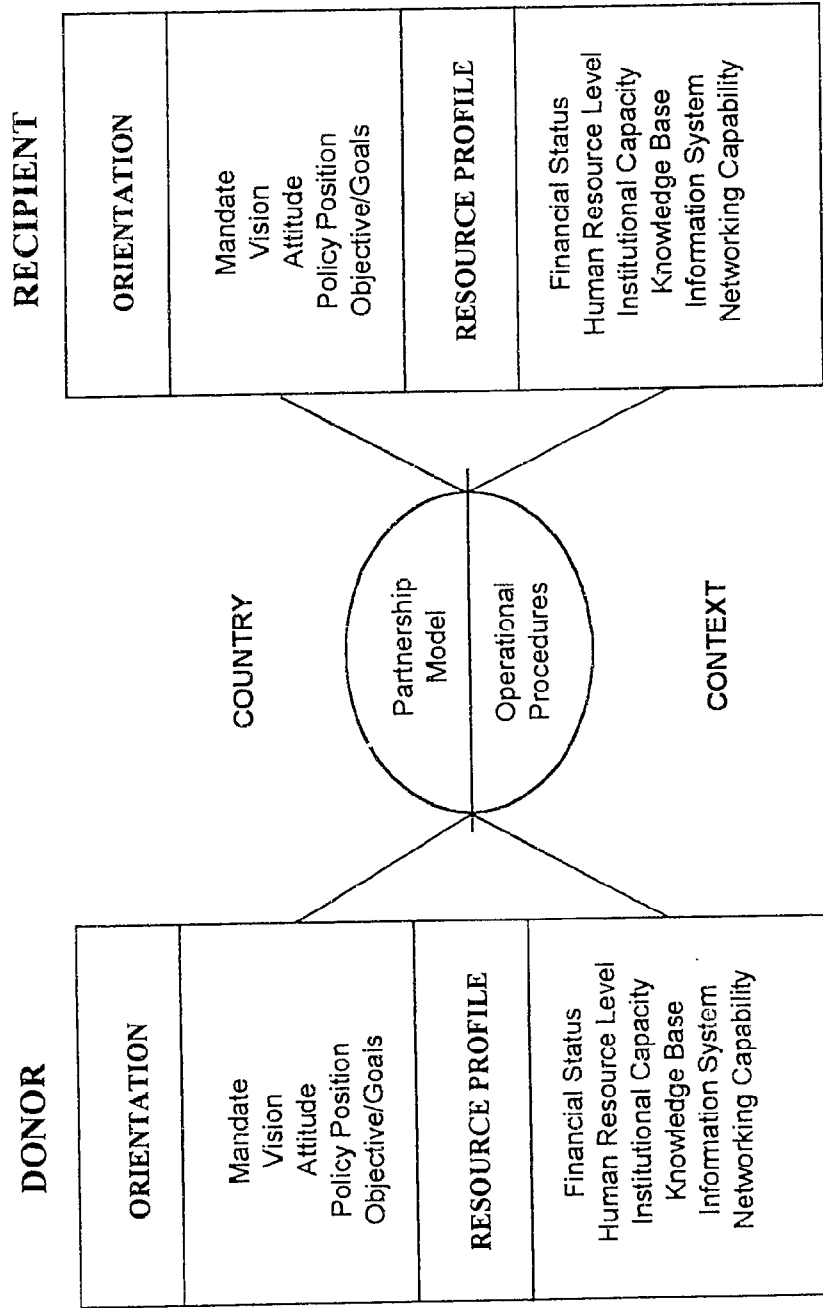 DONOR
ORIENTATION
Mandate
Vision
Attitude
Policy Position
Objective/Goals
RESOURCE PROFILE
Financial Status
Human Resource Level
Institutional Capacity
Knowledge Base
Information System
Networking Capability
COUNTRY
Partnership
Model
Operational
Procedures
CONTEXT
RECIPIENT
ORIENTATION
Mandate
Vision
Attitude
Policy Position
Objective/Goals
RESOURCE PROFILE
Financial Status
Human Resource Level
Institutional Capacity
Knowledge Base
Information System
Networking Capability